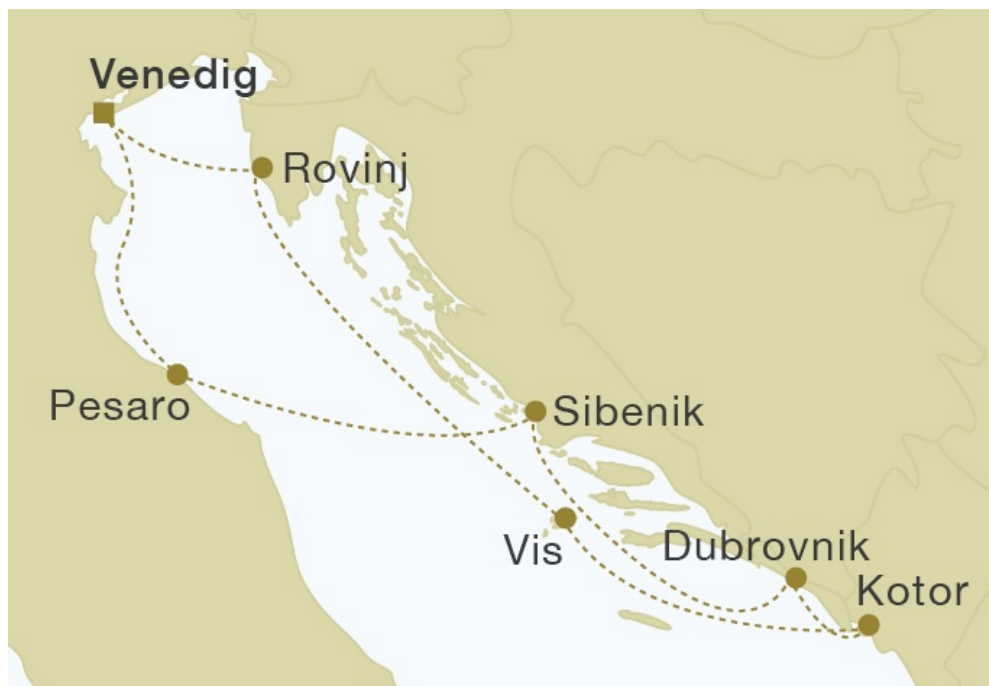 Venedig
Rovinj
Pesaro
Sibenik
Vis
Dubrovnik
Kotor